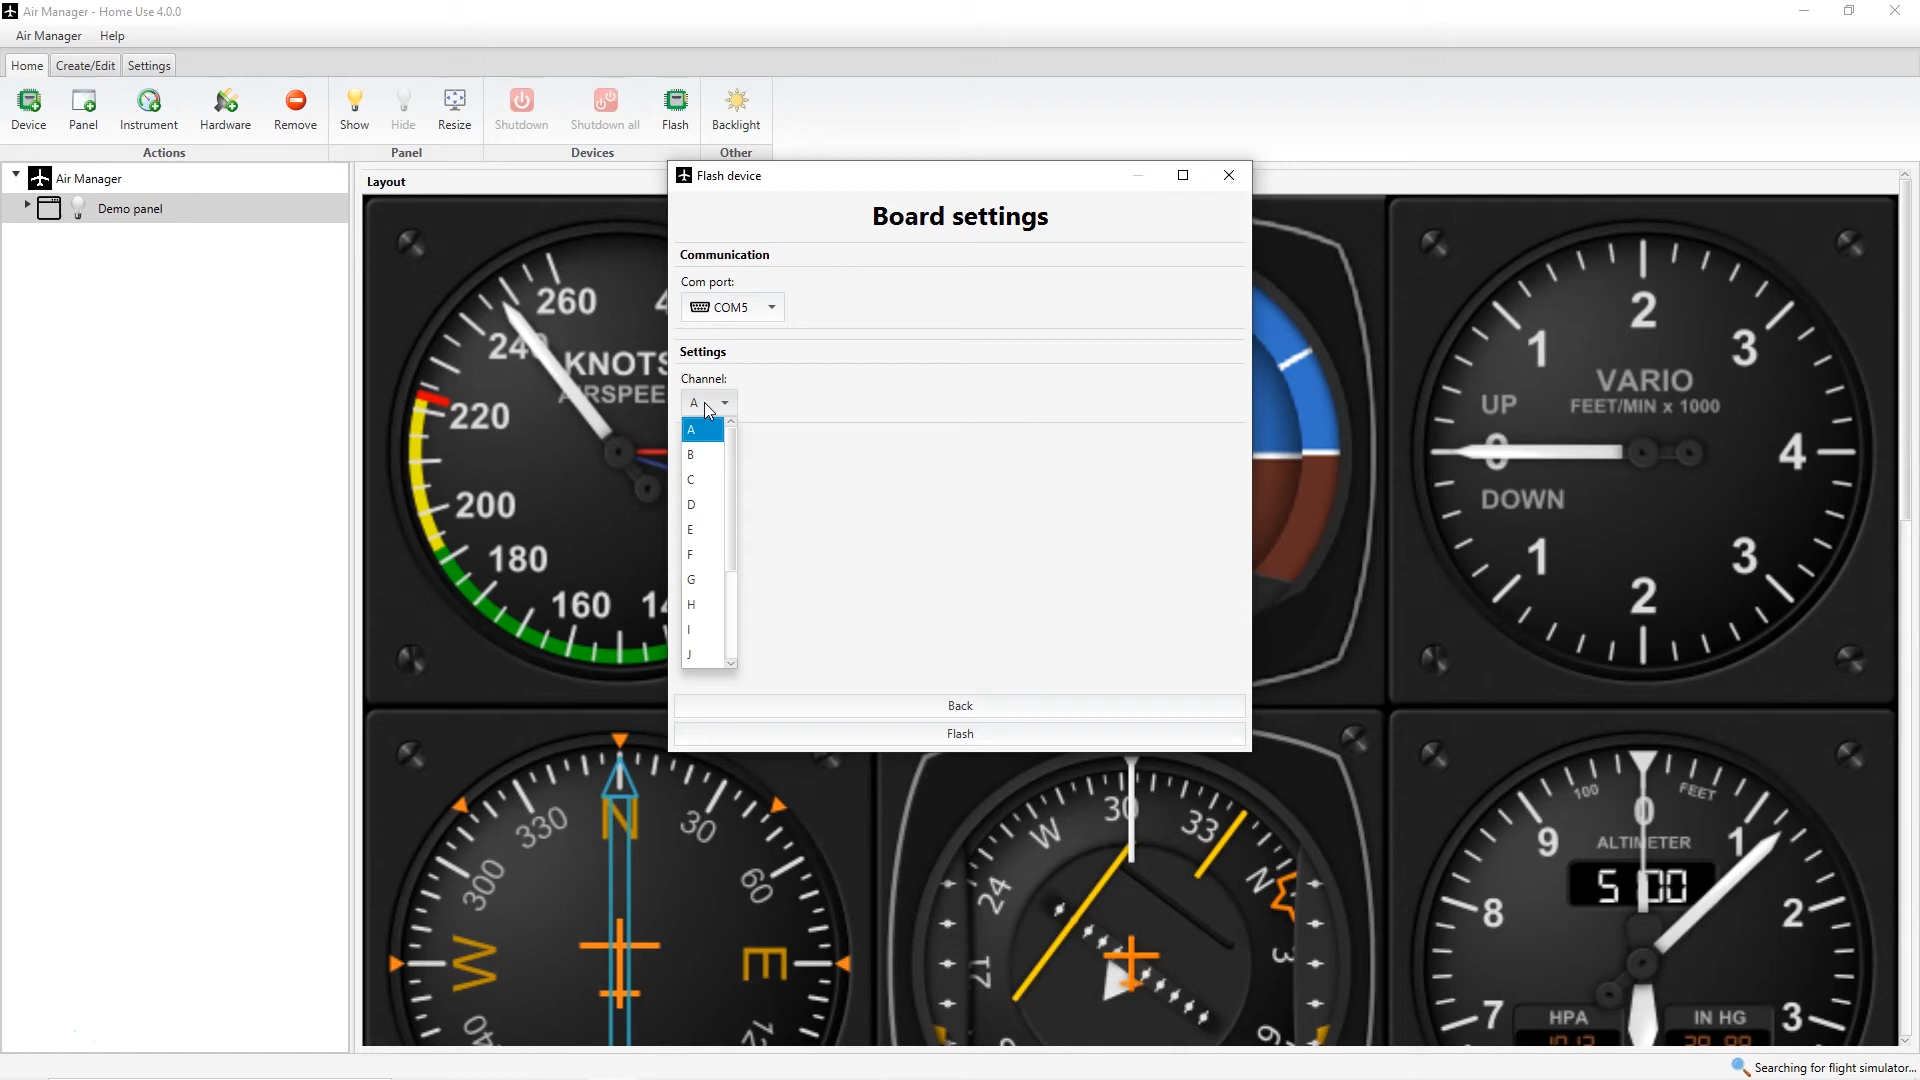 Air Manager - Home Use 4.0.0
Air Manager Help
Home Create/Edit Settings
Device Panel Instrument Hardware Remove Show Hide Resize Shutdown Shutdown all Flash Backlight
Actions Panel Devices Other
Air Manager
Demo panel
Layout
Flash device
Board settings
Communication
Com port:
COM5
Settings
Channel:
A
A
B
C
D
E
F
G
H
I
J
Back
Flash
260
240
KNOTS
220
200
180
160
2
1 3
VARIO
FEET/MIN x 1000
UP
0 4
DOWN
1 3
2
N
330 30
300 60
W E
30
W 33
24 N
21 3
0
100 FEET
9 1
ALTIMETER
8 2
7 3
HPA IN HG
1013
Searching for flight simulator...